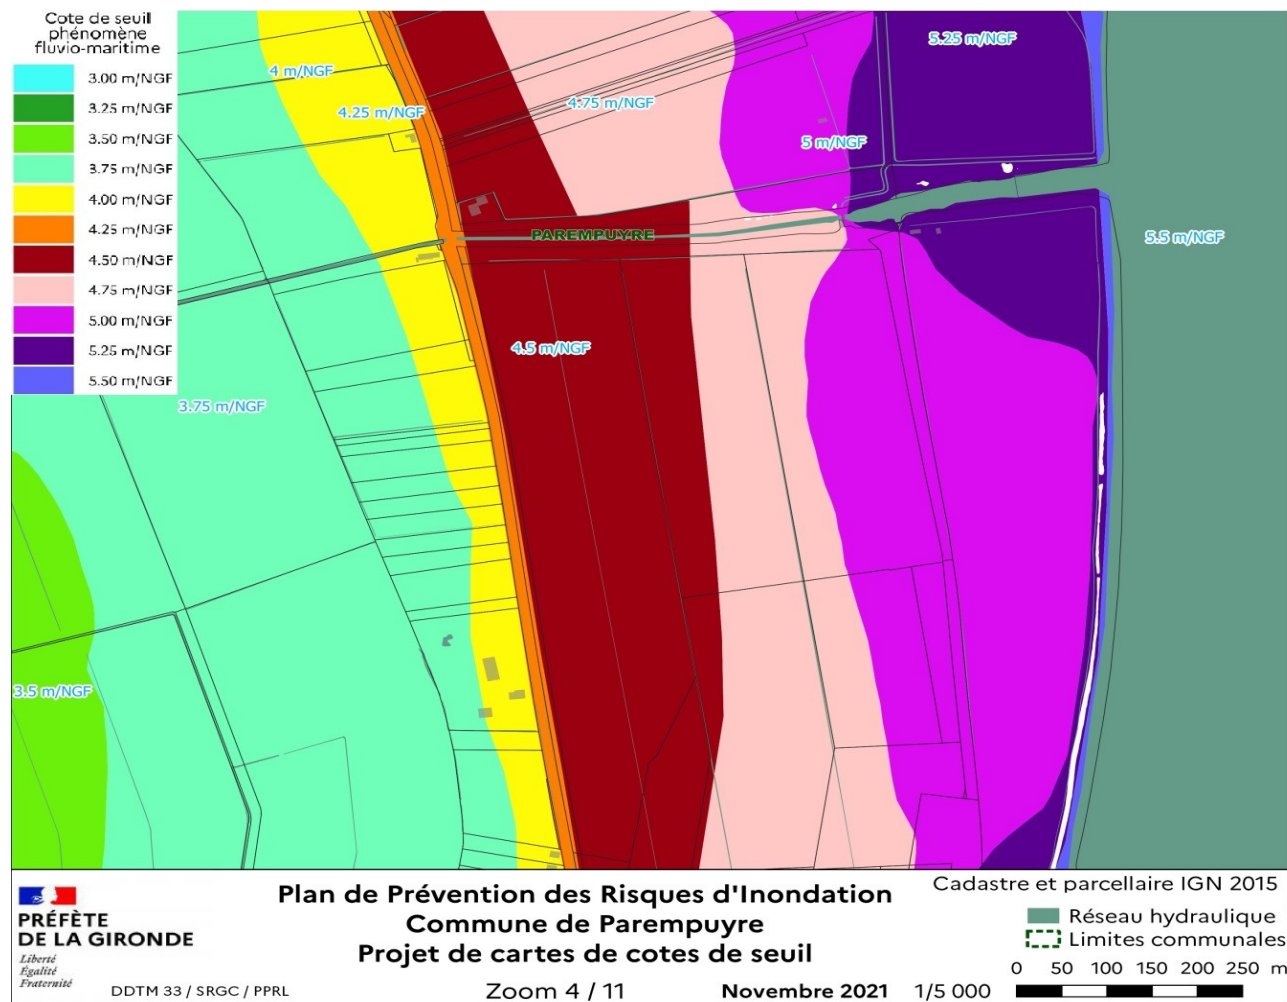 Cote de seuil
phénomène
fluvio-maritime
3.00 m/NGF
3.25 m/NGF
3.50 m/NGF
3.75 m/NGF
4.00 m/NGF
4.25 m/NGF
4.50 m/NGF
4.75 m/NGF
5.00 m/NGF
5.25 m/NGF
5.50 m/NGF
5.25 m/NGF
4 m/NGF
4.25 m/NGF
4.75 m/NGF
5 m/NGF
PAREMPUYRE
5.5 m/NGF
4.5 m/NGF
3.75 m/NGF
3.5 m/NGF
PRÉFÈTE
DE LA GIRONDE
Liberté
Égalité
Fraternité
DDTM 33 / SRGC / PPRL
Plan de Prévention des Risques d'Inondation
Commune de Parempuyre
Projet de cartes de cotes de seuil
Zoom 4 / 11
Novembre 2021
1/5 000
Cadastre et parcellaire IGN 2015
Réseau hydraulique
Limites communales
0 50 100 150 200 250 m